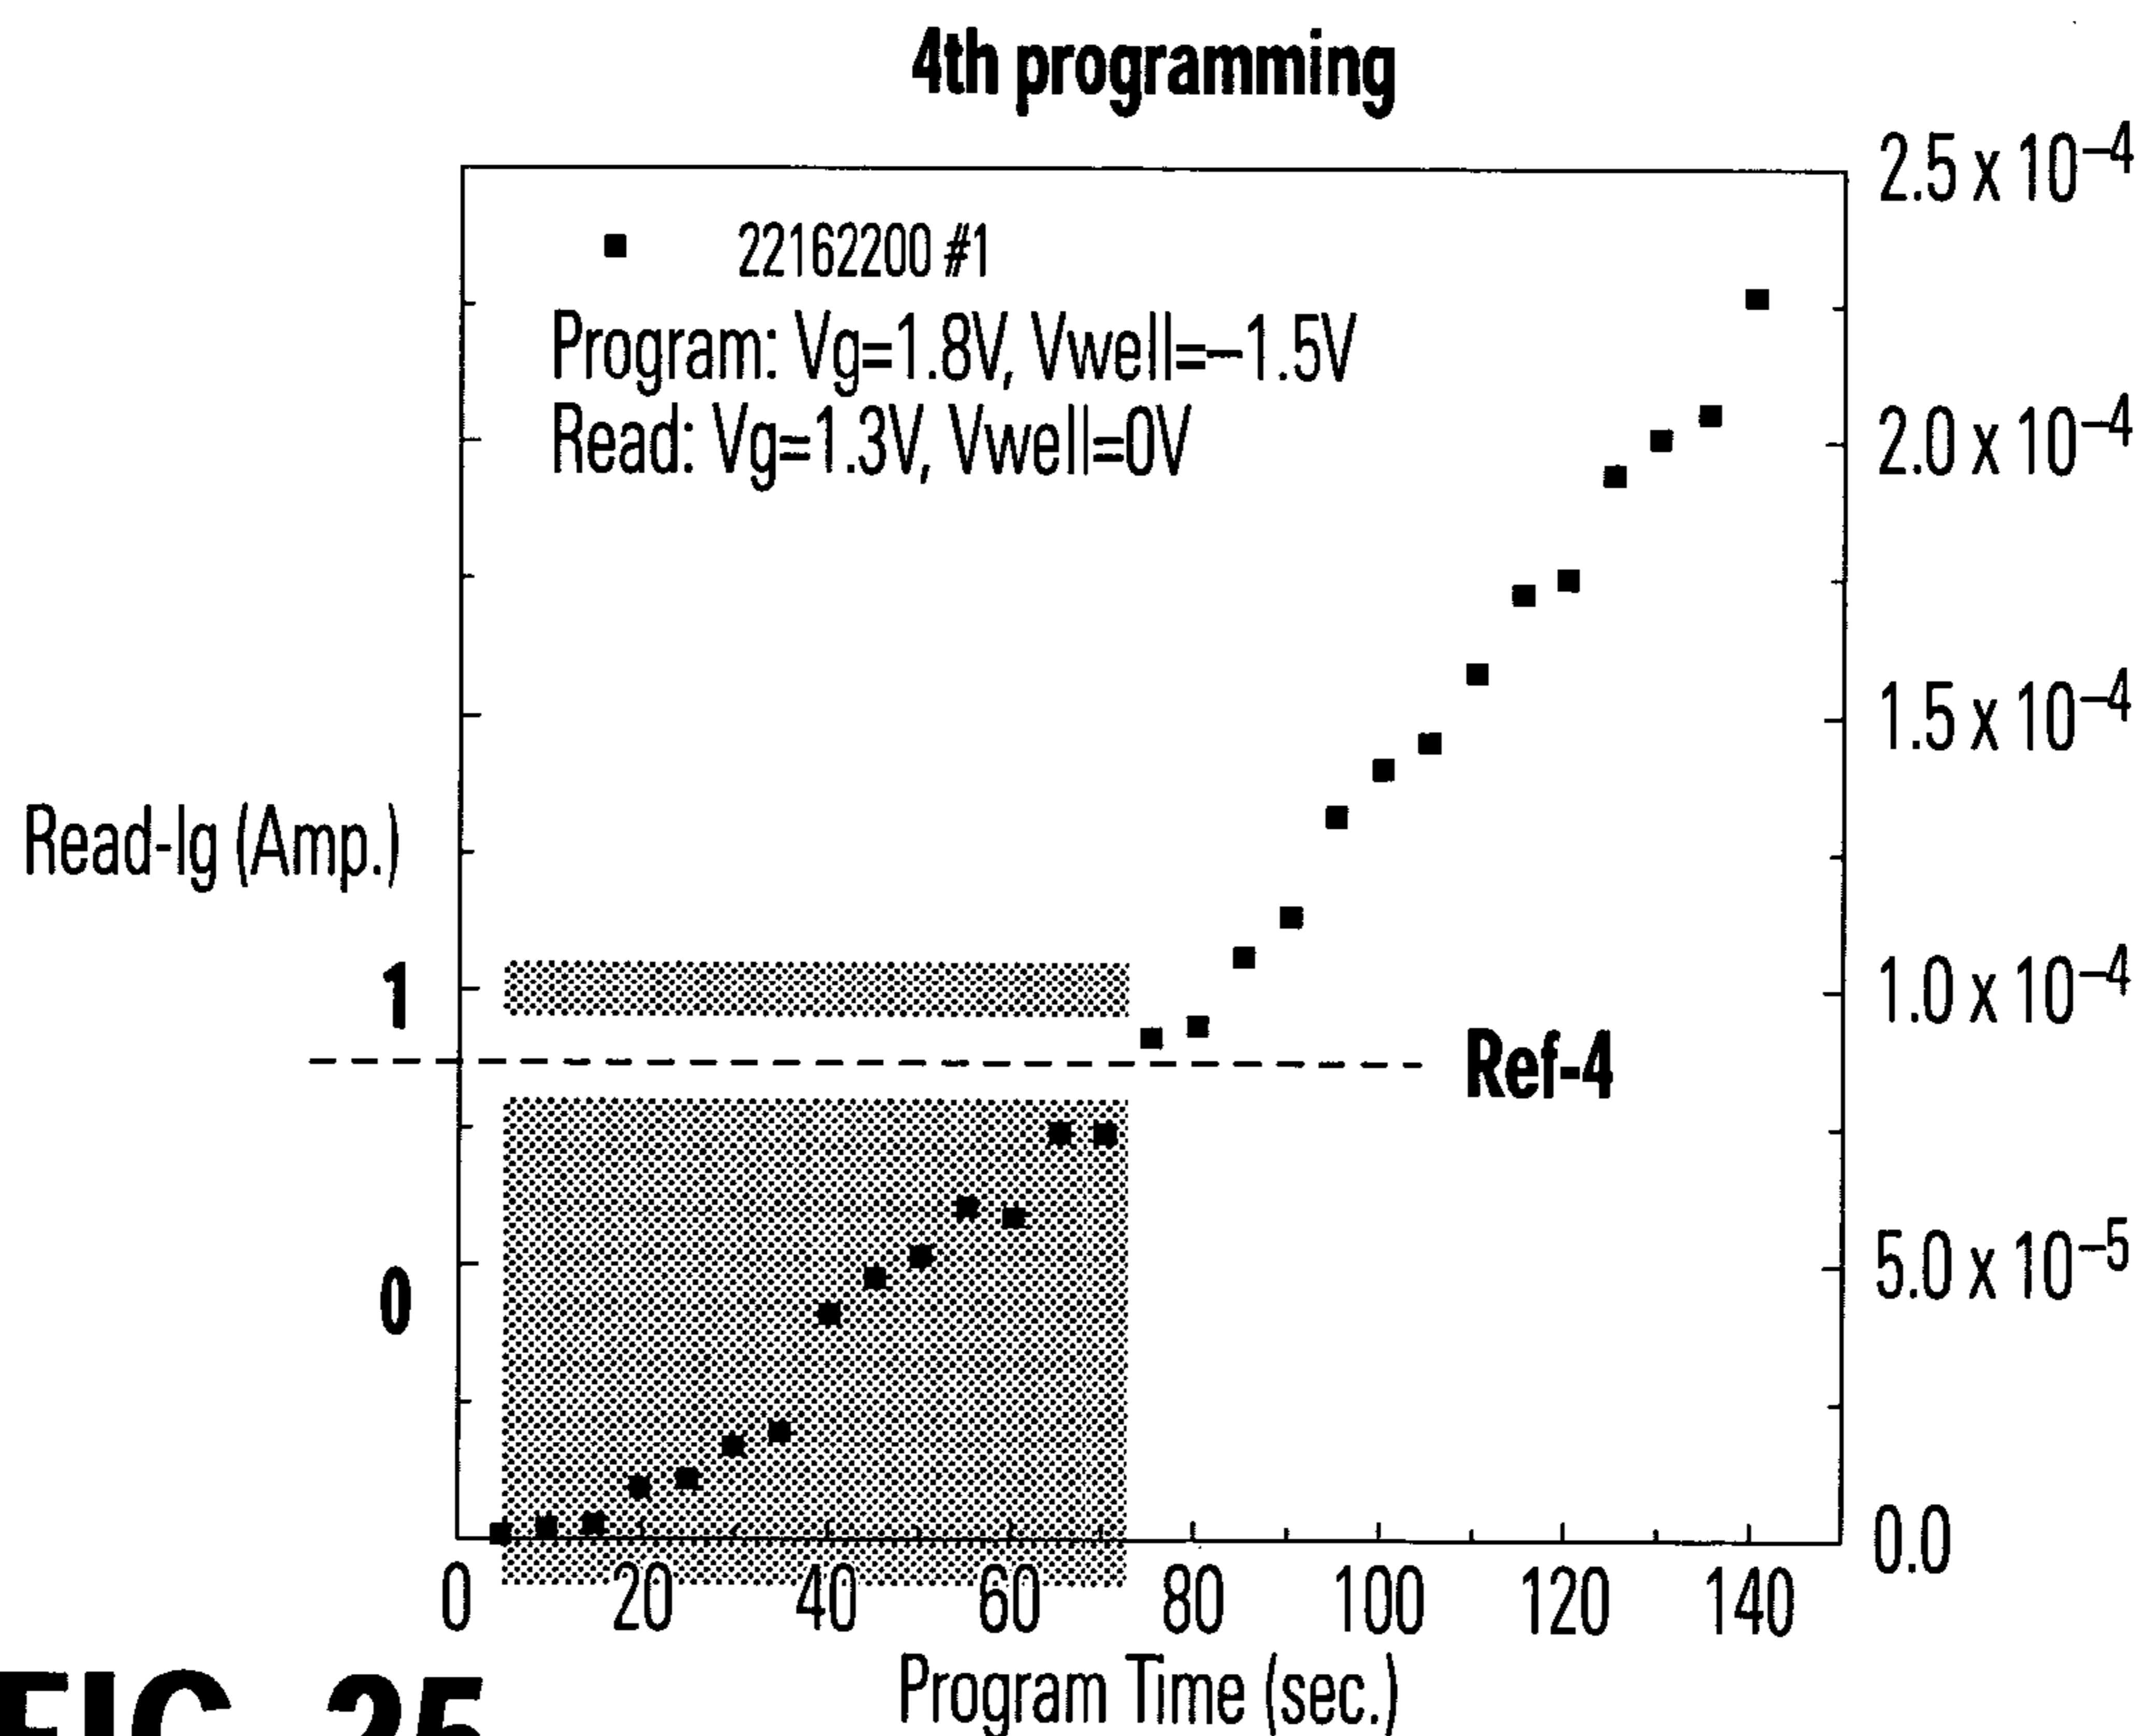 4th programming
2.5 x 10–4
22162200 #1
Program: Vg=1.8V, Vwell=–1.5V
Read: Vg=1.3V, Vwell=0V
2.0 x 10–4
1.5 x 10–4
Read-Ig (Amp.)
1
1.0 x 10–4
Ref-4
0
5.0 x 10–5
0.0
0 20 40 60 80 100 120 140
Program Time (sec.)
FIG. 25